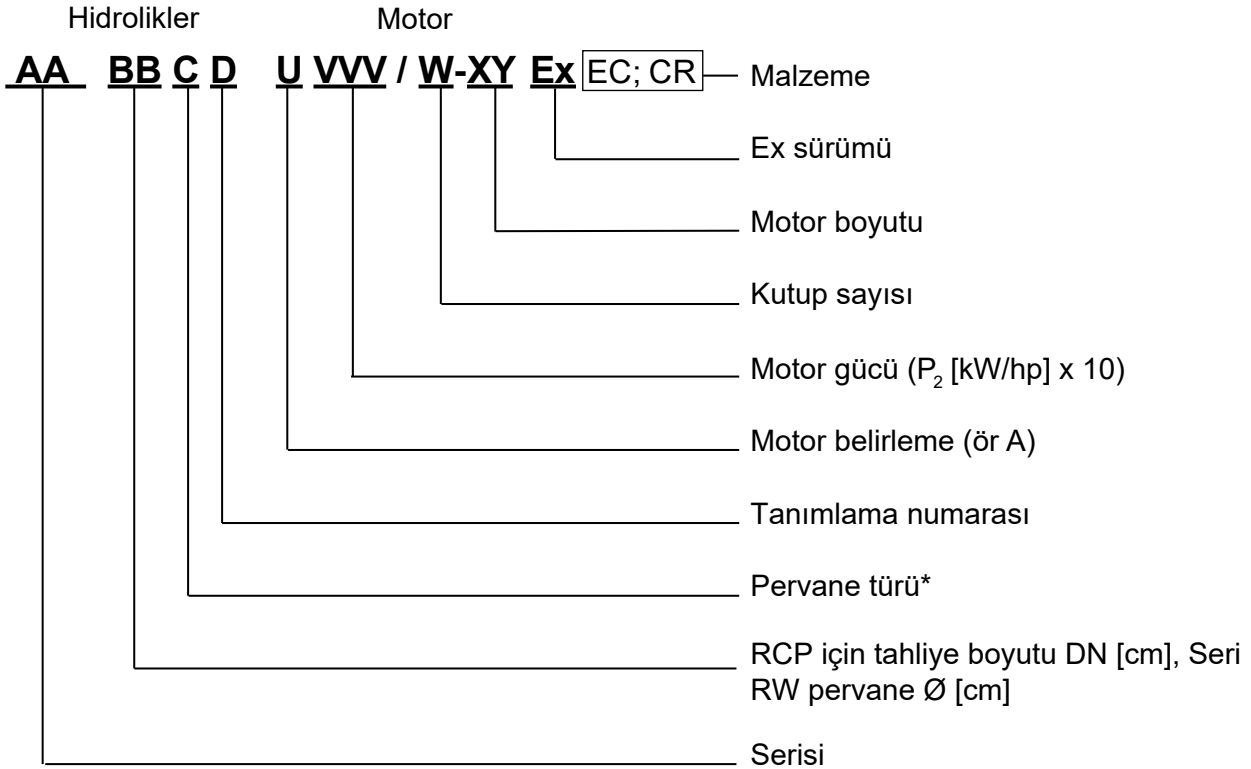 Hidrolikler Motor
AA BB C D U VVV / W-XY Ex EC; CR Malzeme
Ex sürümü
Motor boyutu
Kutup sayısı
Motor gücü (P2 [kW/hp] x 10)
Motor belirleme (ör A)
Tanımlama numarası
Pervane türü*
RCP için tahliye boyutu DN [cm], Seri
RW pervane Ø [cm]
Serisi